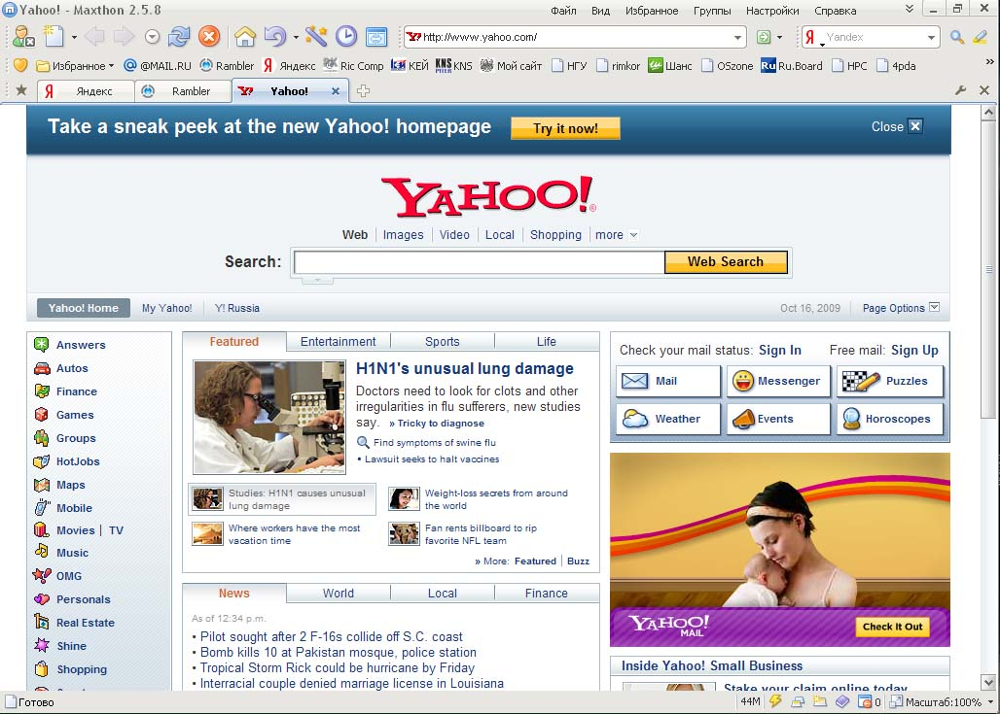 Yahoo! - Maxthon 2.5.8
Файл Вид Избранное Группы Настройки Справка
http://www.yahoo.com/
Yandex
Избранное @MAIL.RU Rambler Яндекс Ric Comp КЕЙ KNS Мой сайт НГУ rimkor Шанс OSzone Ru.Board HPC 4pda
Яндекс Rambler Yahoo!
Take a sneak peek at the new Yahoo! homepage Try it now! Close
YAHOO!
Web Images Video Local Shopping more
Search: Web Search
Yahoo! Home My Yahoo! Y! Russia Oct 16, 2009 Page Options
Answers
Autos
Finance
Games
Groups
HotJobs
Maps
Mobile
Movies | TV
Music
OMG
Personals
Real Estate
Shine
Shopping
Featured Entertainment Sports Life
H1N1's unusual lung damage
Doctors need to look for clots and other
irregularities in flu sufferers, new studies
say. » Tricky to diagnose
Find symptoms of swine flu
• Lawsuit seeks to halt vaccines
Studies: H1N1 causes unusual
lung damage
Weight-loss secrets from around
the world
Where workers have the most
vacation time
Fan rents billboard to rip
favorite NFL team
» More: Featured | Buzz
News World Local Finance
As of 12:34 p.m.
• Pilot sought after 2 F-16s collide off S.C. coast
• Bomb kills 10 at Pakistan mosque, police station
• Tropical Storm Rick could be hurricane by Friday
• Interracial couple denied marriage license in Louisiana
Check your mail status: Sign In Free mail: Sign Up
Mail Messenger Puzzles
Weather Events Horoscopes
YAHOO!
MAIL
Check It Out
Inside Yahoo! Small Business
Stake your claim online today
Готово 44M 0 Масштаб:100%